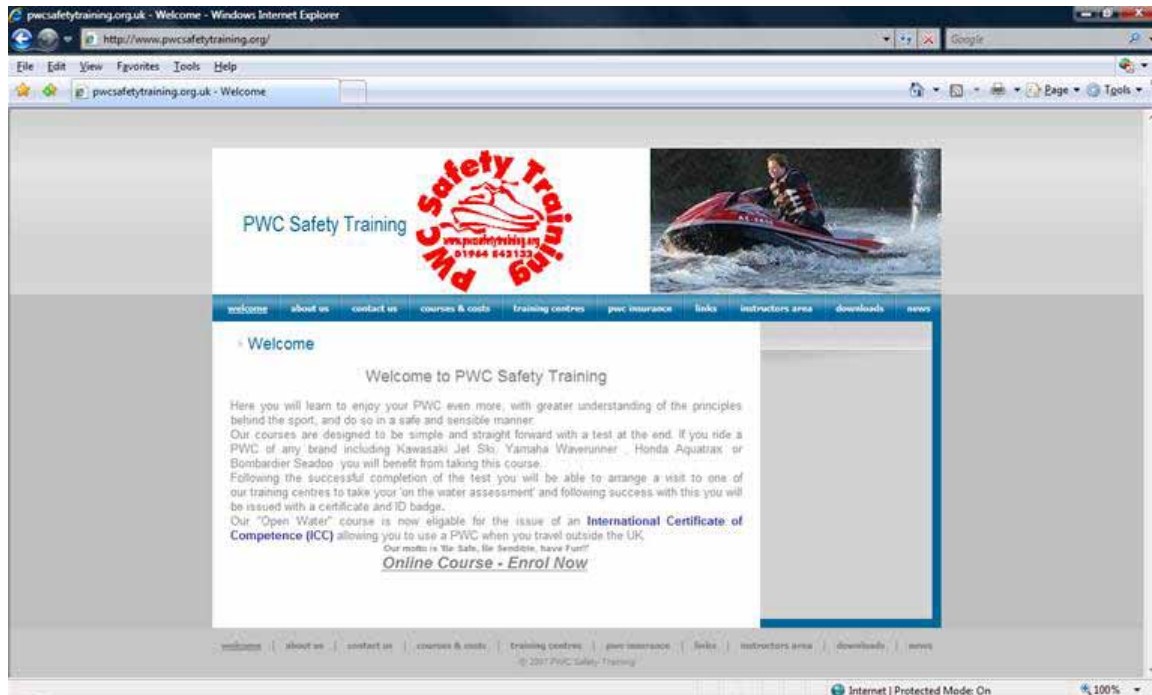 pwcsafetytraining.org.uk - Welcome - Windows Internet Explorer
http://www.pwcsafetytraining.org/
Google
File Edit View Favorites Tools Help
pwcsafetytraining.org.uk - Welcome
Page Tools
PWC Safety Training
PWC Safety Training
www.pwcsafetytraining.org
01964 642133
welcome about us contact us courses & costs training centres pwc insurance links instructors area downloads news
Welcome
Welcome to PWC Safety Training
Here you will learn to enjoy your PWC even more, with greater understanding of the principles
behind the sport, and do so in a safe and sensible manner.
Our courses are designed to be simple and straight forward with a test at the end. If you ride a
PWC of any brand including Kawasaki Jet Ski, Yamaha Waverunner , Honda Aquatrax or
Bombardier Seadoo you will benefit from taking this course.
Following the successful completion of the test you will be able to arrange a visit to one of
our training centres to take your 'on the water assessment' and following success with this you will
be issued with a certificate and ID badge.
Our "Open Water" course is now eligable for the issue of an International Certificate of
Competence (ICC) allowing you to use a PWC when you travel outside the UK.
Our motto is 'Be Safe, Be Sendible, have Fun!!'
Online Course - Enrol Now
welcome | about us | contact us | courses & costs | training centres | pwc insurance | links | instructors area | downloads | news
© 2007 PWC Safety Training
Internet | Protected Mode: On
100%